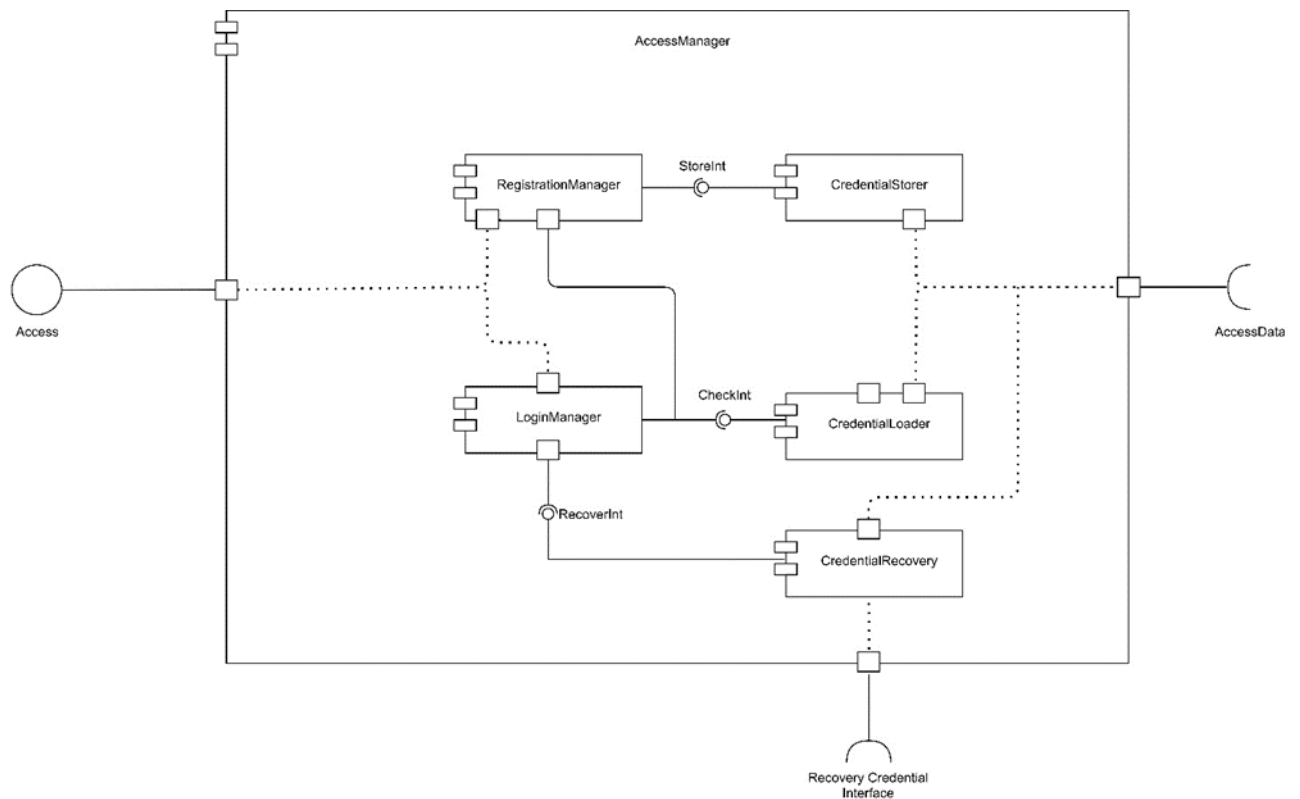 AccessManager
StoreInt
RegistrationManager
CredentialStorer
Access
AccessData
CheckInt
LoginManager
CredentialLoader
RecoverInt
CredentialRecovery
Recovery Credential
Interface